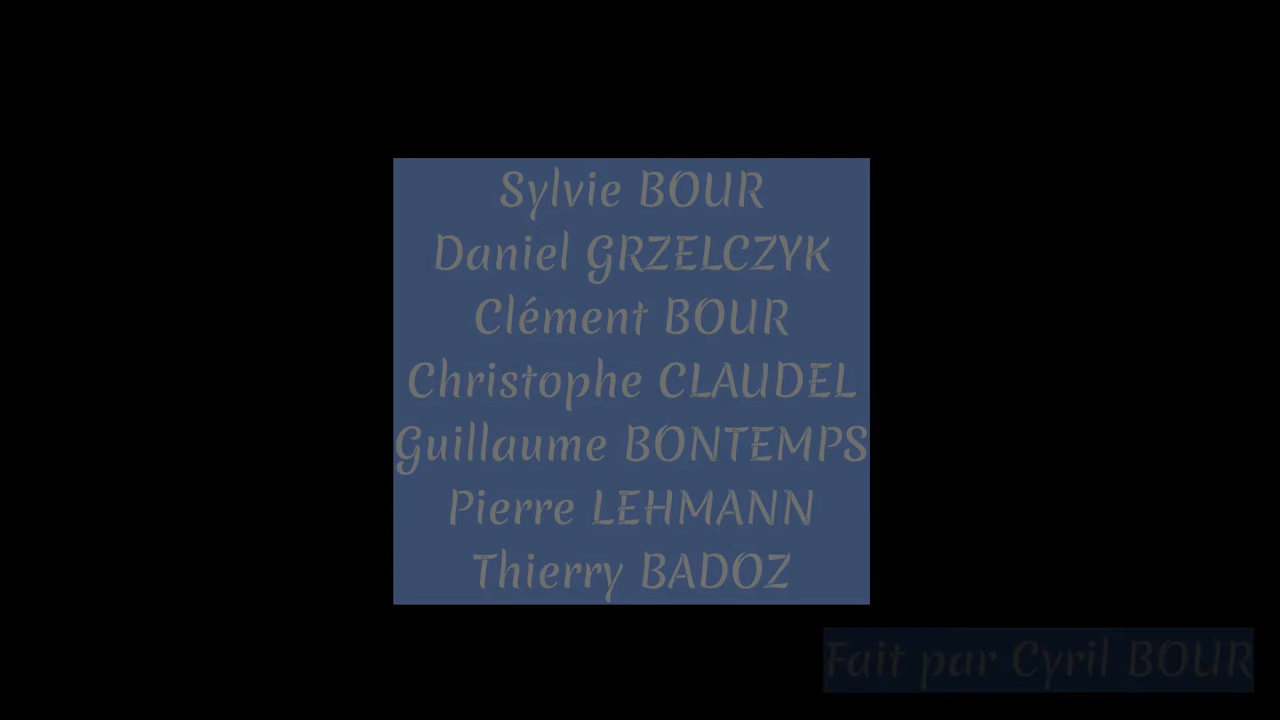 Sylvie BOUR
Daniel GRZELCZYK
Clément BOUR
Christophe CLAUDEL
Guillaume BONTEMPS
Pierre LEHMANN
Thierry BADOZ
Fait par Cyril BOUR